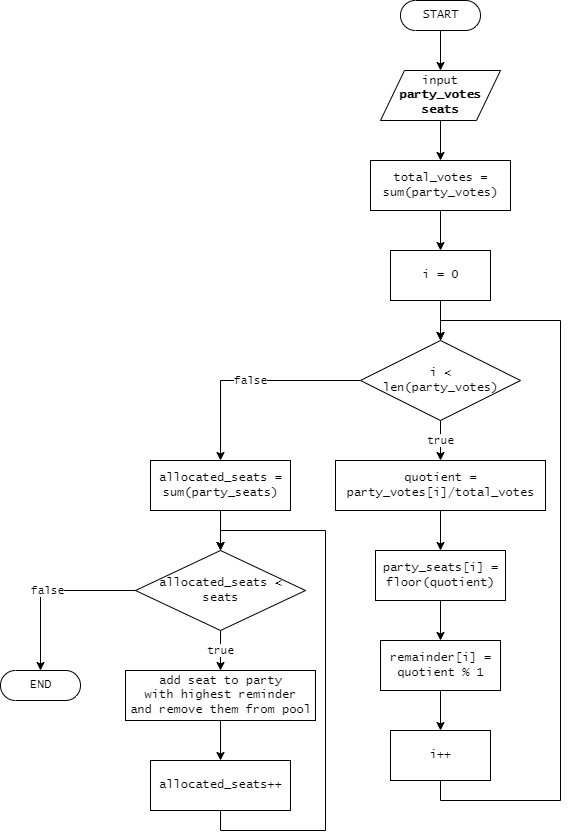 START
input
party_votes
seats
total_votes =
sum(party_votes)
i = 0
i <
len(party_votes)
false
true
allocated_seats =
sum(party_seats)
quotient =
party_votes[i]/total_votes
party_seats[i] =
floor(quotient)
allocated_seats <
seats
false
true
remainder[i] =
quotient % 1
END
add seat to party
with highest reminder
and remove them from pool
i++
allocated_seats++